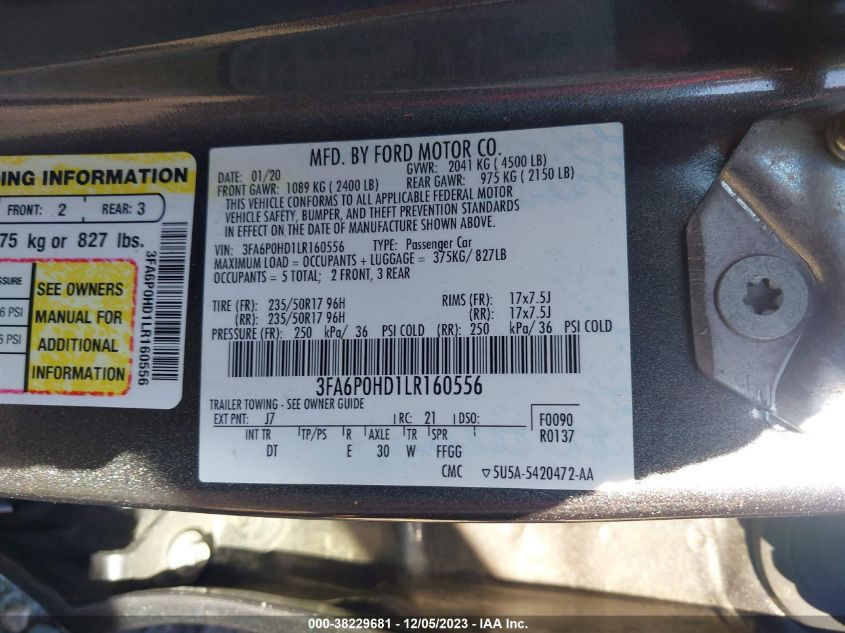 DING INFORMATION
FRONT: 2 REAR: 3
75 kg or 827 lbs.
SSURE
6 PSI
6 PSI
SEE OWNERS
MANUAL FOR
ADDITIONAL
INFORMATION
3FA6P0HD1LR160556
MFD. BY FORD MOTOR CO.
DATE: 01/20 GVWR: 2041 KG ( 4500 LB)
FRONT GAWR: 1089 KG ( 2400 LB) REAR GAWR: 975 KG ( 2150 LB)
THIS VEHICLE CONFORMS TO ALL APPLICABLE FEDERAL MOTOR
VEHICLE SAFETY, BUMPER, AND THEFT PREVENTION STANDARDS
IN EFFECT ON THE DATE OF MANUFACTURE SHOWN ABOVE.
VIN: 3FA6P0HD1LR160556 TYPE: Passenger Car
MAXIMUM LOAD = OCCUPANTS + LUGGAGE = 375KG/ 827LB
OCCUPANTS = 5 TOTAL; 2 FRONT, 3 REAR
TIRE (FR): 235/50R17 96H RIMS (FR): 17x7.5J
(RR): 235/50R17 96H (RR): 17x7.5J
PRESSURE (FR): 250 kPa/ 36 PSI COLD (RR): 250 kPa/ 36 PSI COLD
3FA6P0HD1LR160556
TRAILER TOWING - SEE OWNER GUIDE
EXT PNT: J7 RC: 21 DSO: F0090
INT TR TP/PS R AXLE TR SPR R0137
DT E 30 W FFGG
CMC ▽5U5A-5420472-AA
000-38229681 - 12/05/2023 - IAA Inc.